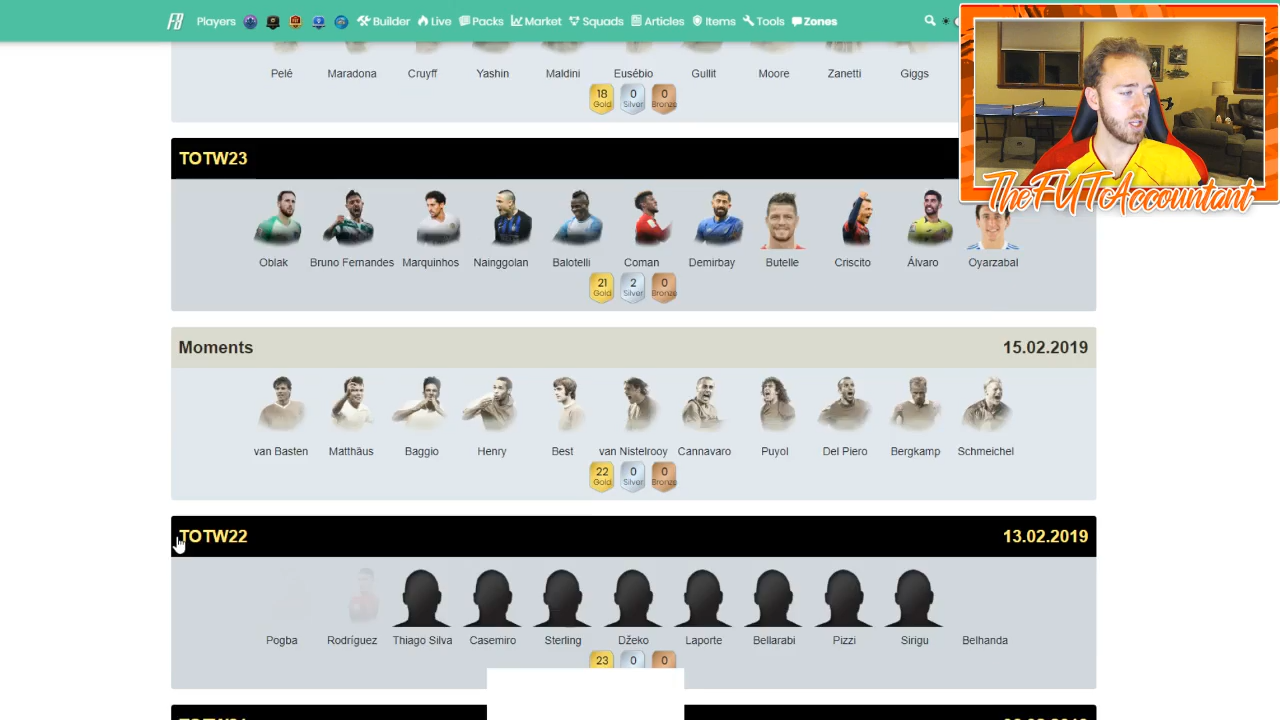 FB Players Builder Live Packs Market Squads Articles Items Tools Zones
Pelé Maradona Cruyff Yashin Maldini Eusébio Gullit Moore Zanetti Giggs
18 Gold 0 Silver 0 Bronze
TheFUTAccountant
TOTW23
Oblak Bruno Fernandes Marquinhos Nainggolan Balotelli Coman Demirbay Butelle Criscito Álvaro Oyarzabal
21 Gold 2 Silver 0 Bronze
Moments 15.02.2019
van Basten Matthäus Baggio Henry Best van Nistelrooy Cannavaro Puyol Del Piero Bergkamp Schmeichel
22 Gold 0 Silver 0 Bronze
TOTW22 13.02.2019
Pogba Rodríguez Thiago Silva Casemiro Sterling Džeko Laporte Bellarabi Pizzi Sirigu Belhanda
23 0 0